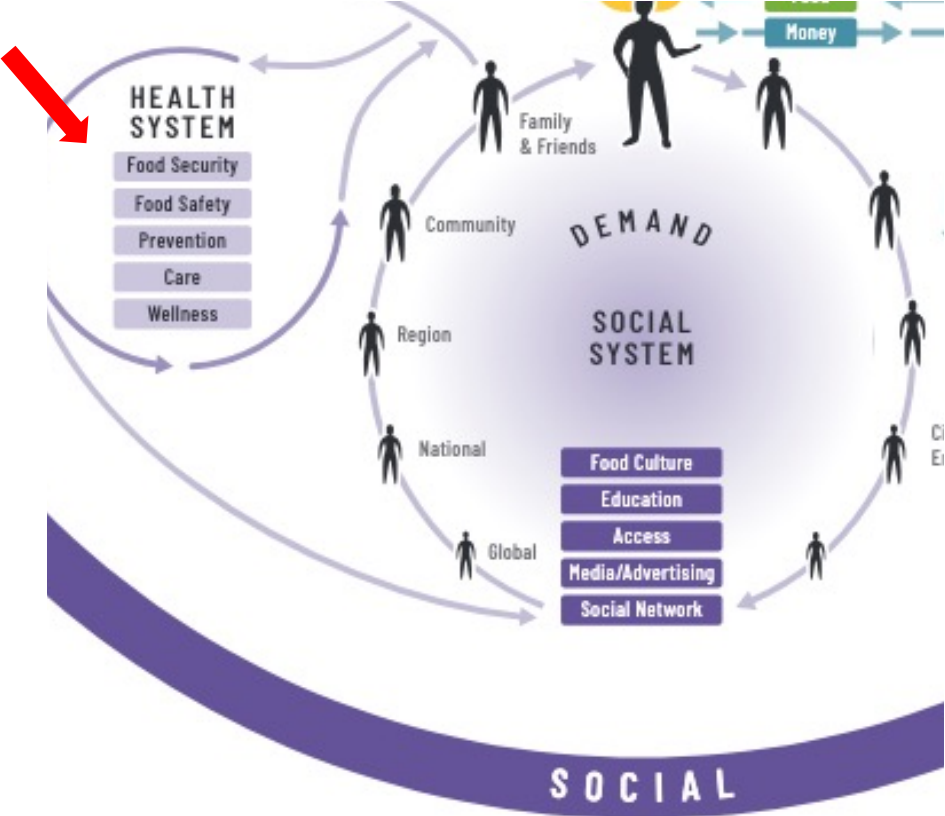 Money
HEALTH
SYSTEM
Food Security
Food Safety
Prevention
Care
Wellness
Family
& Friends
Community
Region
National
Global
DEMAND
SOCIAL
SYSTEM
Food Culture
Education
Access
Media/Advertising
Social Network
SOCIAL